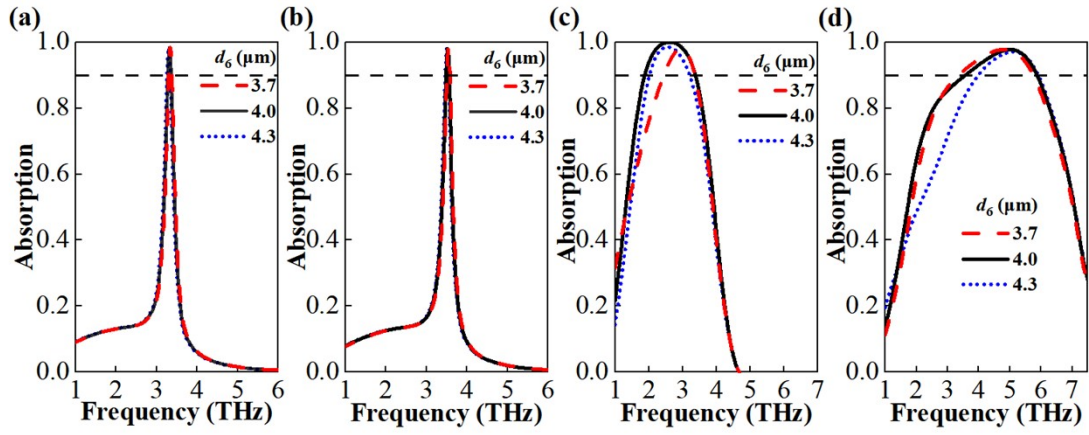 (a)
Absorption
1.0
0.8
0.6
0.4
0.2
0.0
d6 (μm)
3.7
4.0
4.3
1 2 3 4 5 6
Frequency (THz)
(b)
Absorption
1.0
0.8
0.6
0.4
0.2
0.0
d6 (μm)
3.7
4.0
4.3
1 2 3 4 5 6
Frequency (THz)
(c)
Absorption
1.0
0.8
0.6
0.4
0.2
0.0
d6 (μm)
3.7
4.0
4.3
1 2 3 4 5 6 7
Frequency (THz)
(d)
Absorption
1.0
0.8
0.6
0.4
0.2
0.0
d6 (μm)
3.7
4.0
4.3
1 2 3 4 5 6 7
Frequency (THz)